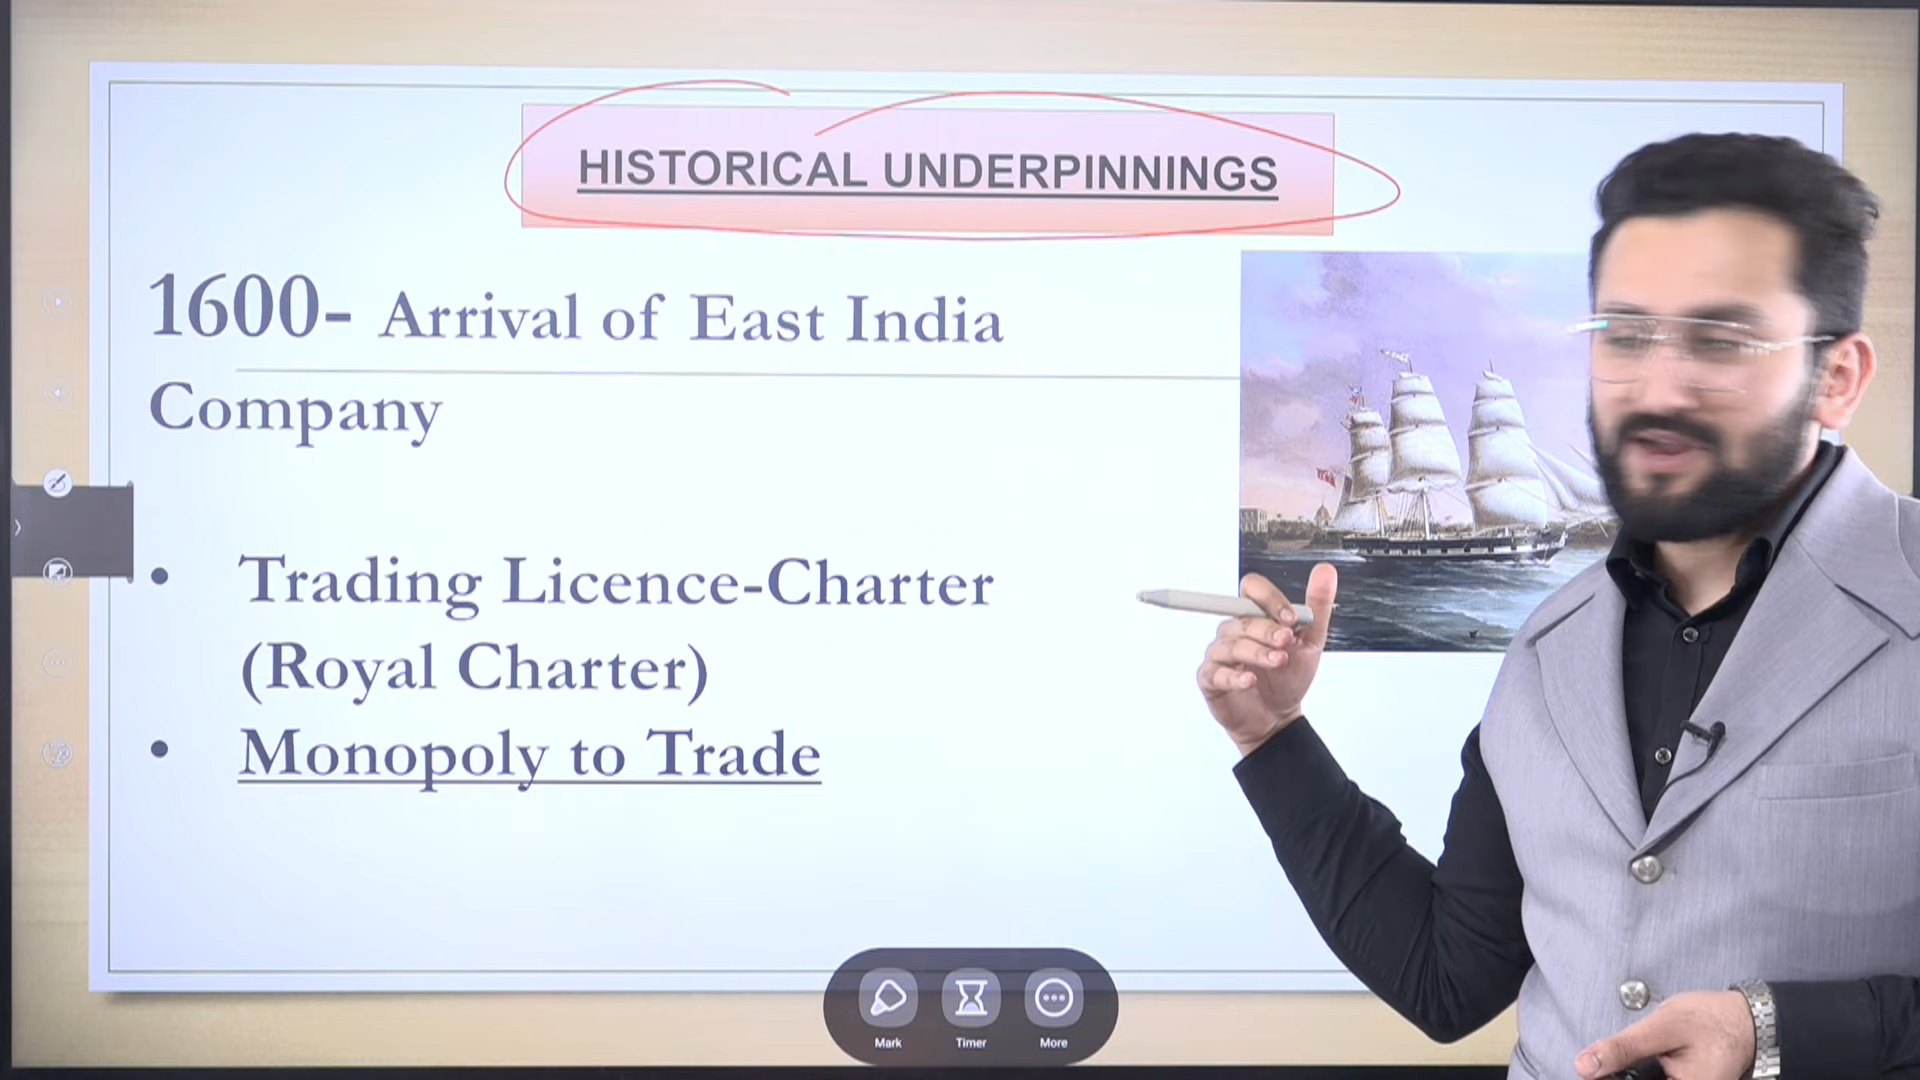 HISTORICAL UNDERPINNINGS
1600- Arrival of East India
Company
• Trading Licence-Charter
(Royal Charter)
• Monopoly to Trade
Mark
Timer
More